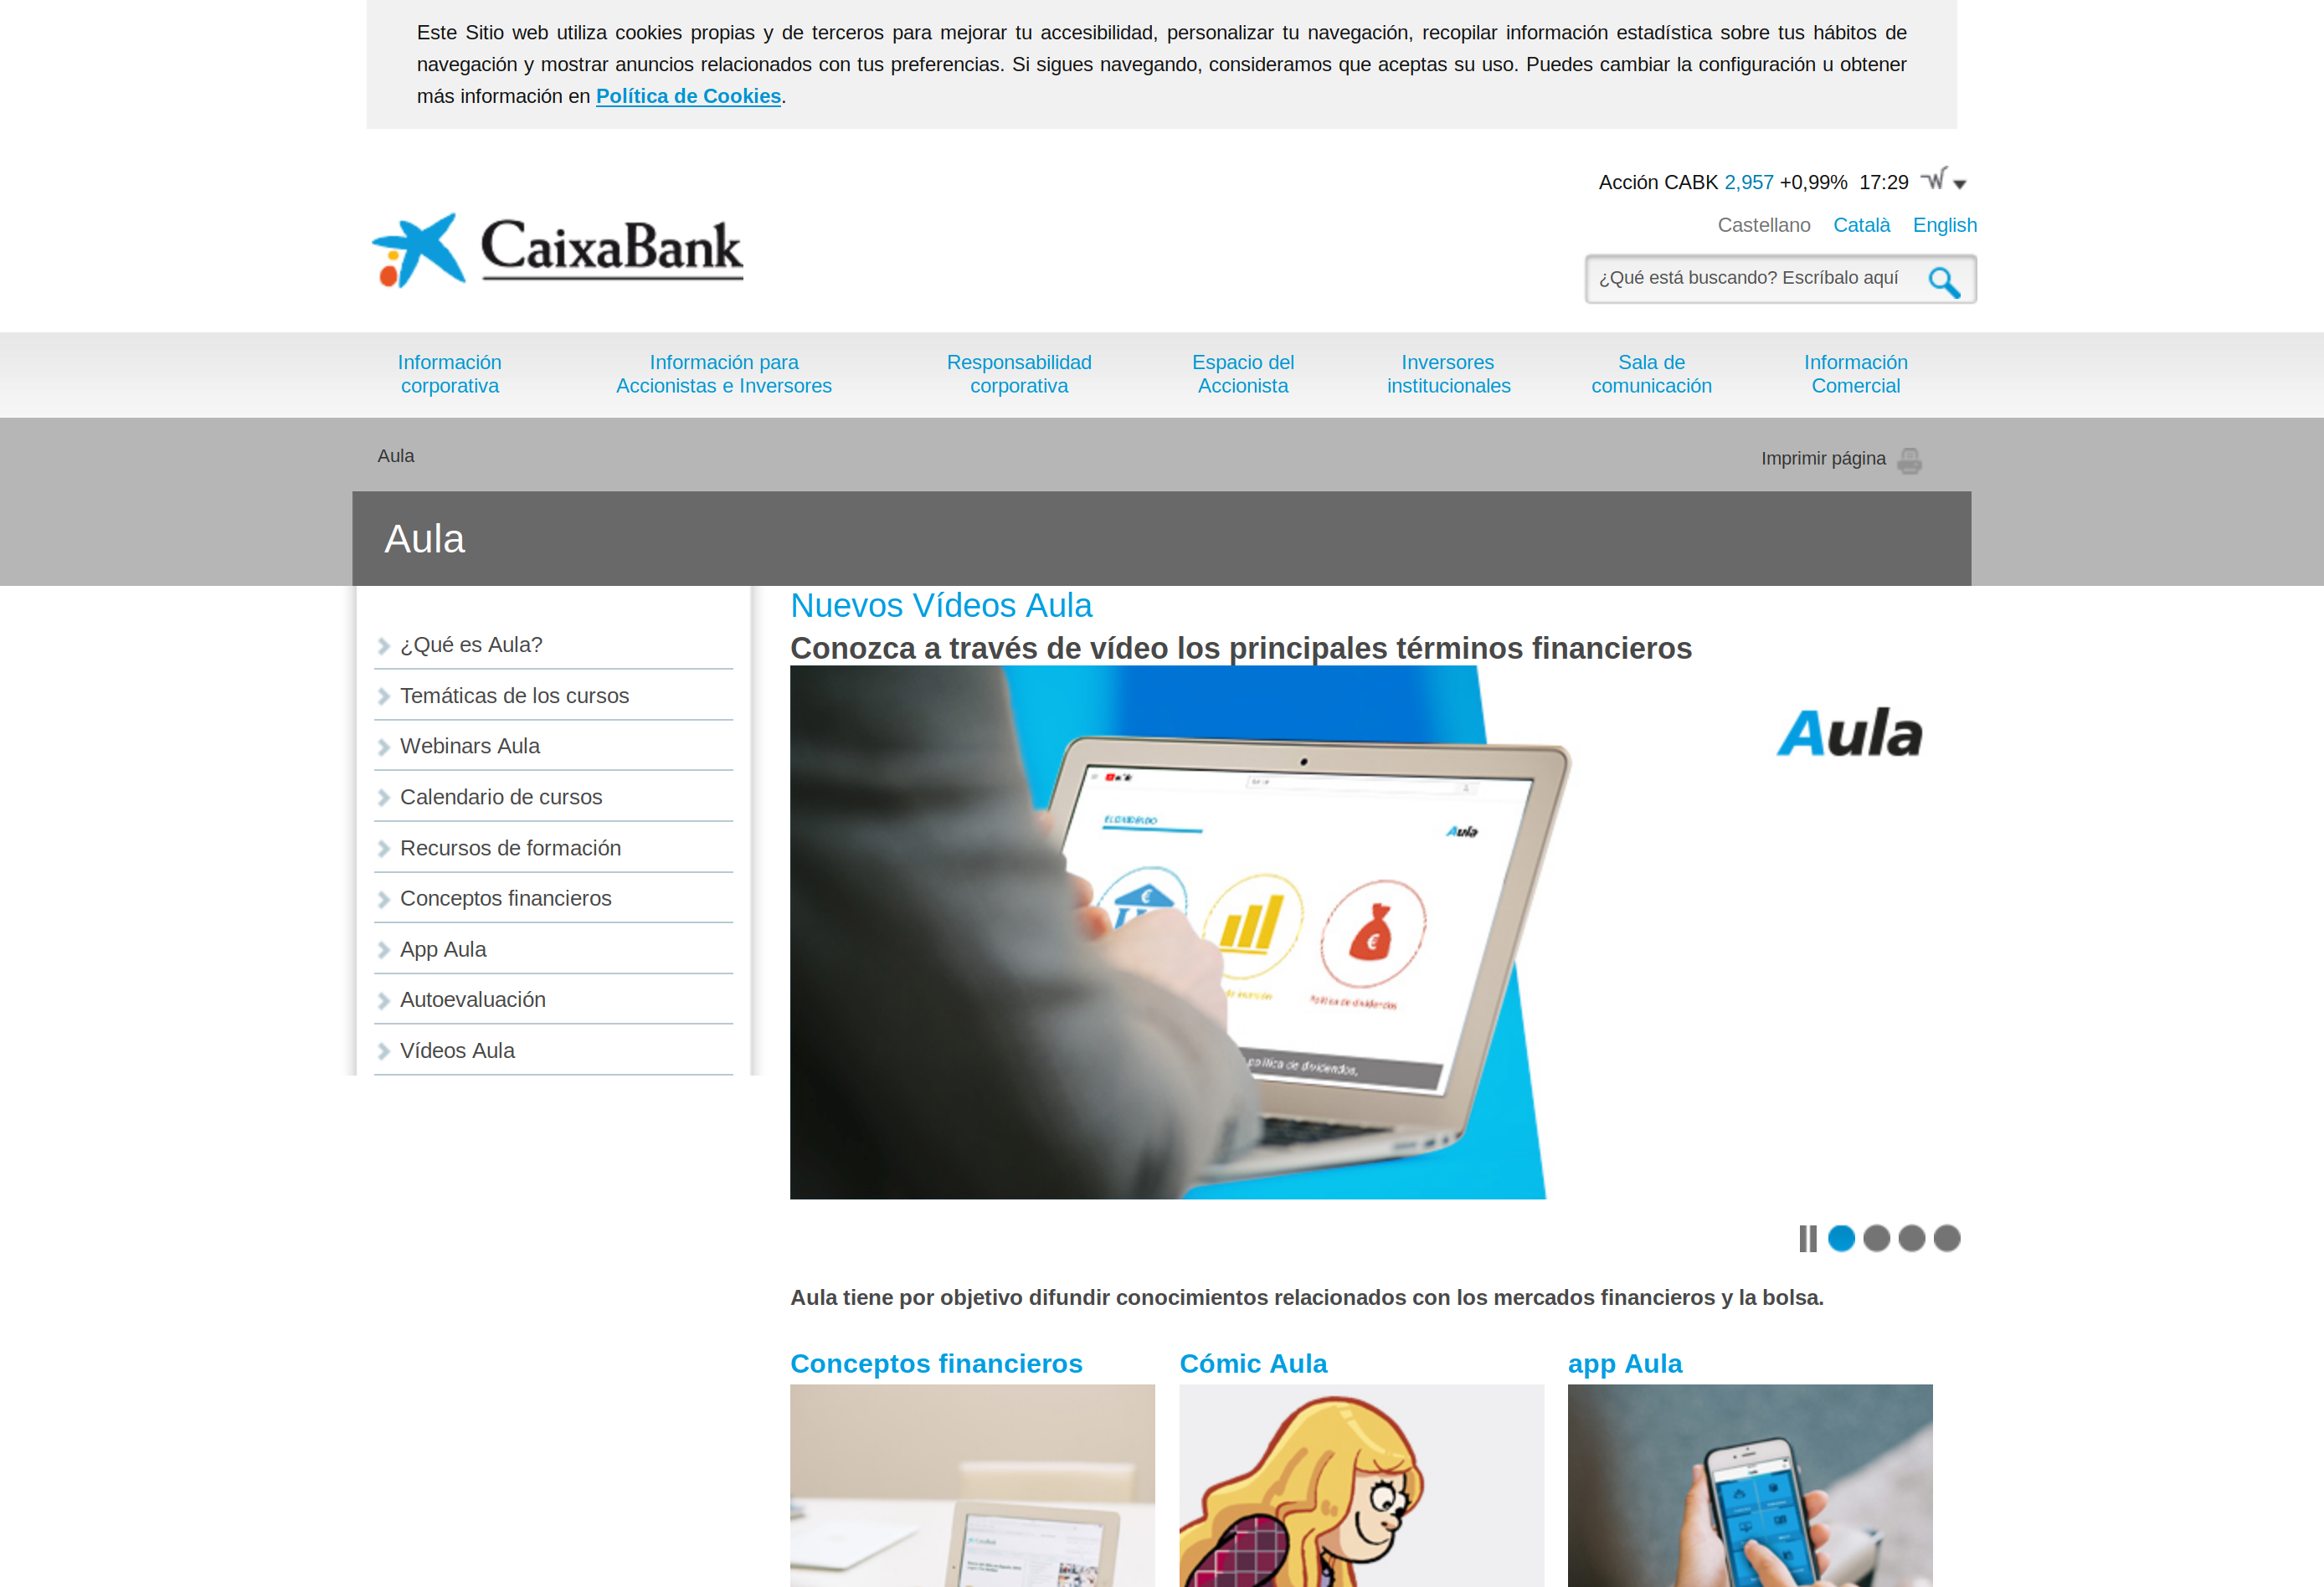 Este Sitio web utiliza cookies propias y de terceros para mejorar tu accesibilidad, personalizar tu navegación, recopilar información estadística sobre tus hábitos de
navegación y mostrar anuncios relacionados con tus preferencias. Si sigues navegando, consideramos que aceptas su uso. Puedes cambiar la configuración u obtener
más información en Política de Cookies.
Acción CABK 2,957 +0,99% 17:29
Castellano Català English
CaixaBank
¿Qué está buscando? Escríbalo aquí
Información corporativa
Información para Accionistas e Inversores
Responsabilidad corporativa
Espacio del Accionista
Inversores institucionales
Sala de comunicación
Información Comercial
Aula
Imprimir página
Aula
¿Qué es Aula?
Temáticas de los cursos
Webinars Aula
Calendario de cursos
Recursos de formación
Conceptos financieros
App Aula
Autoevaluación
Vídeos Aula
Nuevos Vídeos Aula
Conozca a través de vídeo los principales términos financieros
Aula
EL DIVIDENDO
Aula
Política de dividendos
política de dividendos,
Aula tiene por objetivo difundir conocimientos relacionados con los mercados financieros y la bolsa.
Conceptos financieros
Cómic Aula
app Aula